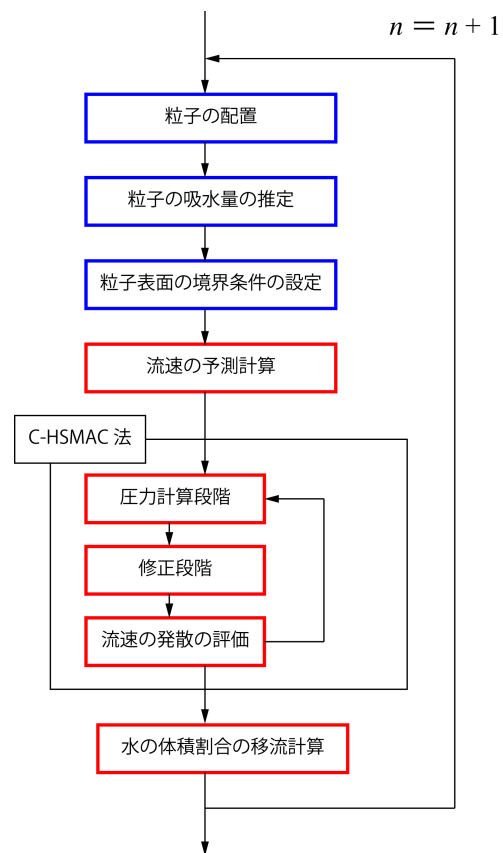 n = n + 1
粒子の配置
粒子の吸水量の推定
粒子表面の境界条件の設定
流速の予測計算
C-HSMAC 法
圧力計算段階
修正段階
流速の発散の評価
水の体積割合の移流計算